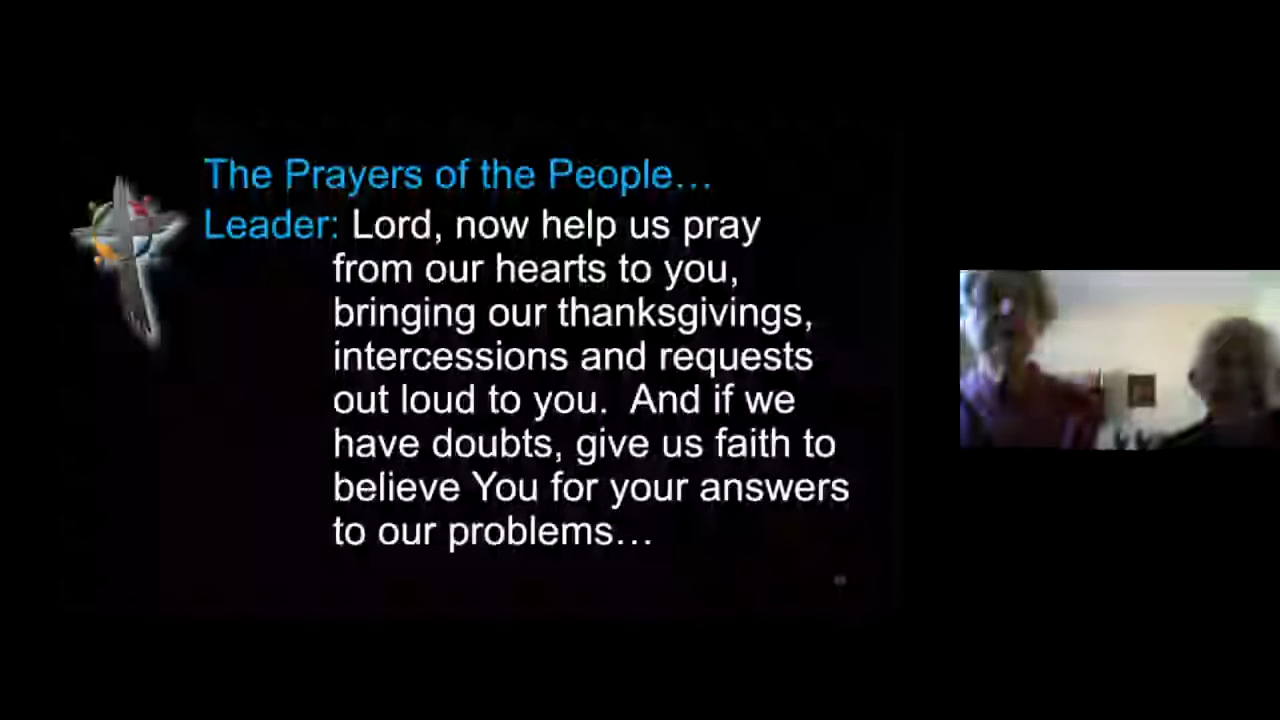 The Prayers of the People…
Leader: Lord, now help us pray
from our hearts to you,
bringing our thanksgivings,
intercessions and requests
out loud to you.  And if we
have doubts, give us faith to
believe You for your answers
to our problems…